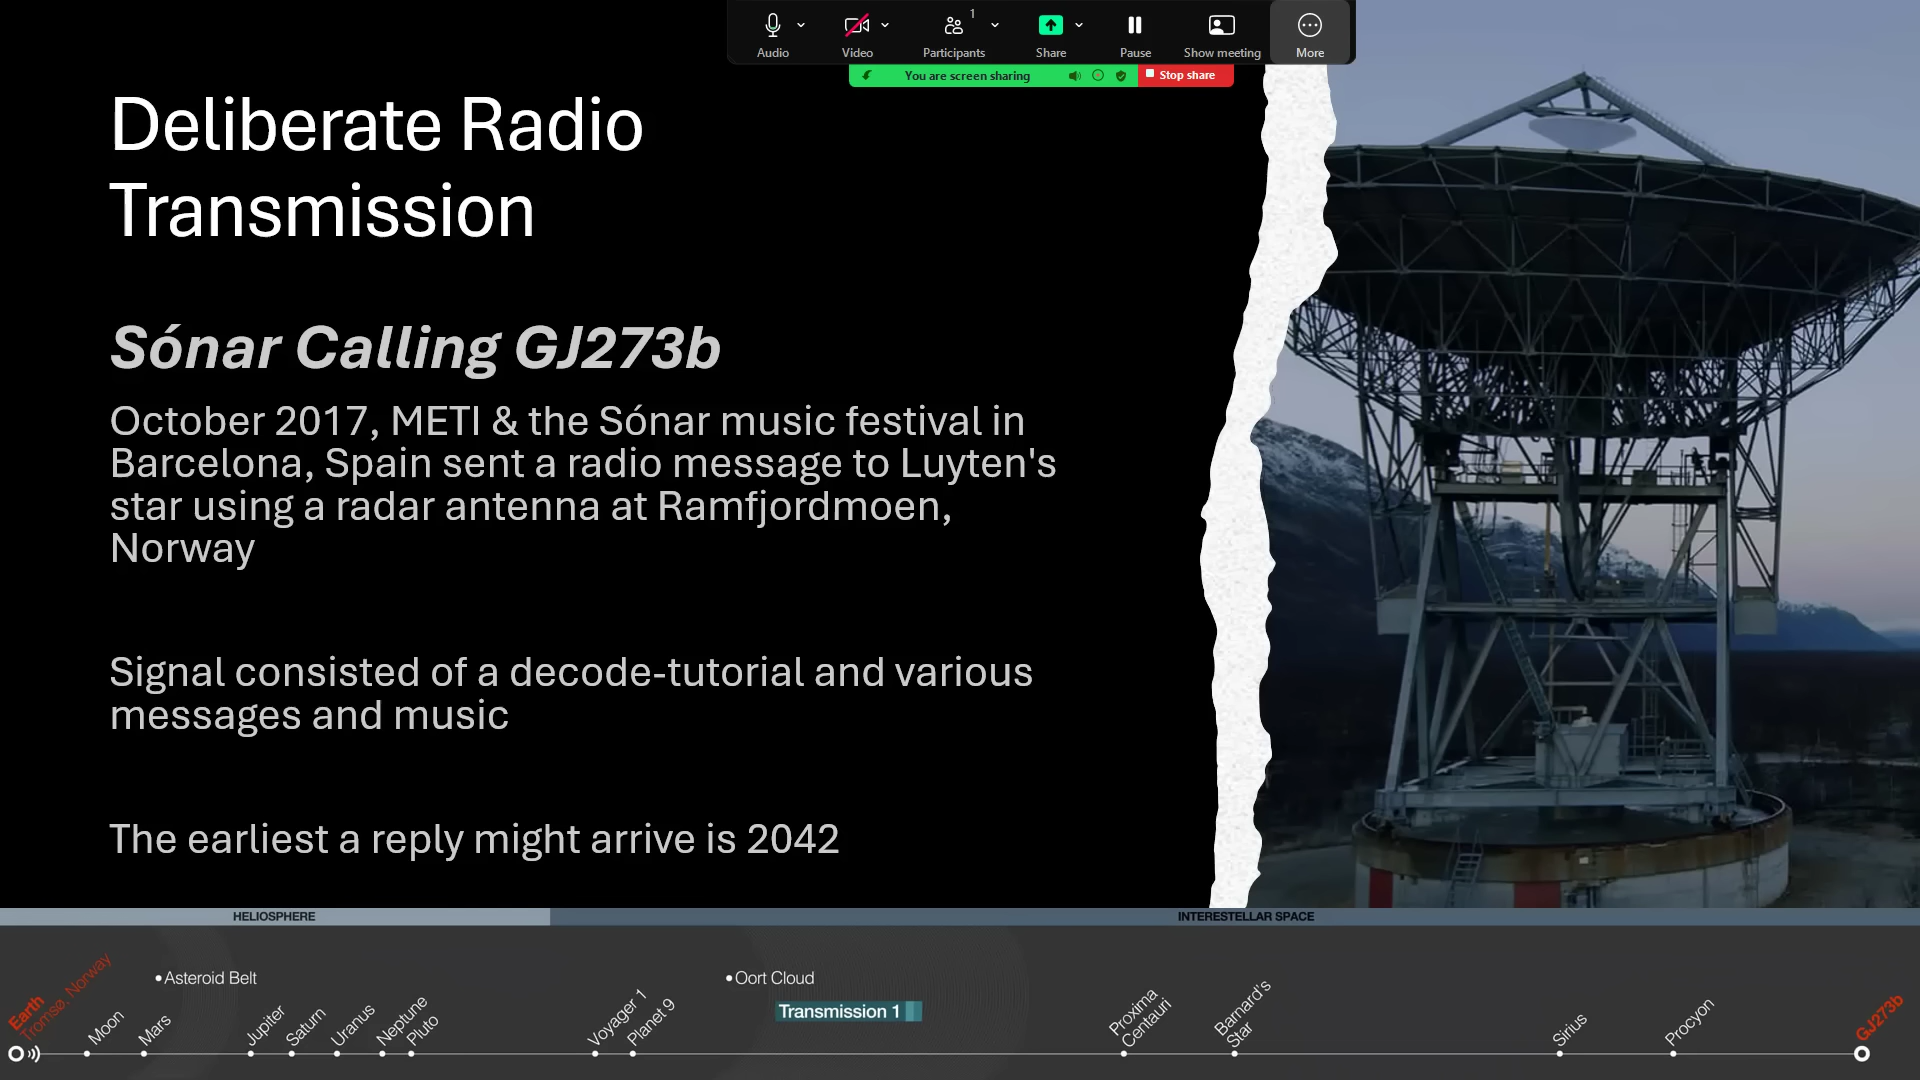 1
Audio
Video
Participants
Share
Pause
Show meeting
More
You are screen sharing
Stop share
Deliberate Radio
Transmission
Sónar Calling GJ273b
October 2017, METI & the Sónar music festival in
Barcelona, Spain sent a radio message to Luyten's
star using a radar antenna at Ramfjordmoen,
Norway
Signal consisted of a decode-tutorial and various
messages and music
The earliest a reply might arrive is 2042
HELIOSPHERE
INTERSTELLAR SPACE
Earth
Tromsø, Norway
Moon
Mars
Asteroid Belt
Jupiter
Saturn
Uranus
Neptune
Pluto
Voyager 1
Planet 9
Oort Cloud
Transmission 1
Proxima
Centauri
Barnard's
Star
Sirius
Procyon
GJ273b